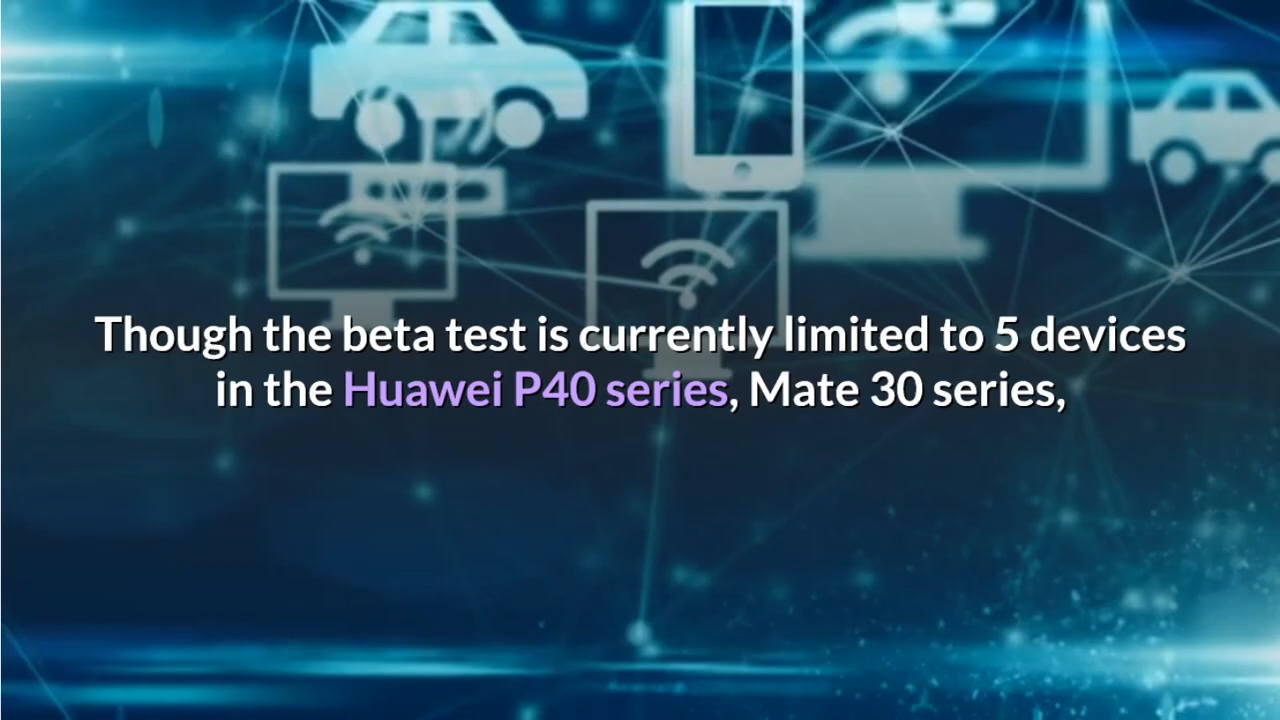 Though the beta test is currently limited to 5 devices
in the Huawei P40 series, Mate 30 series,